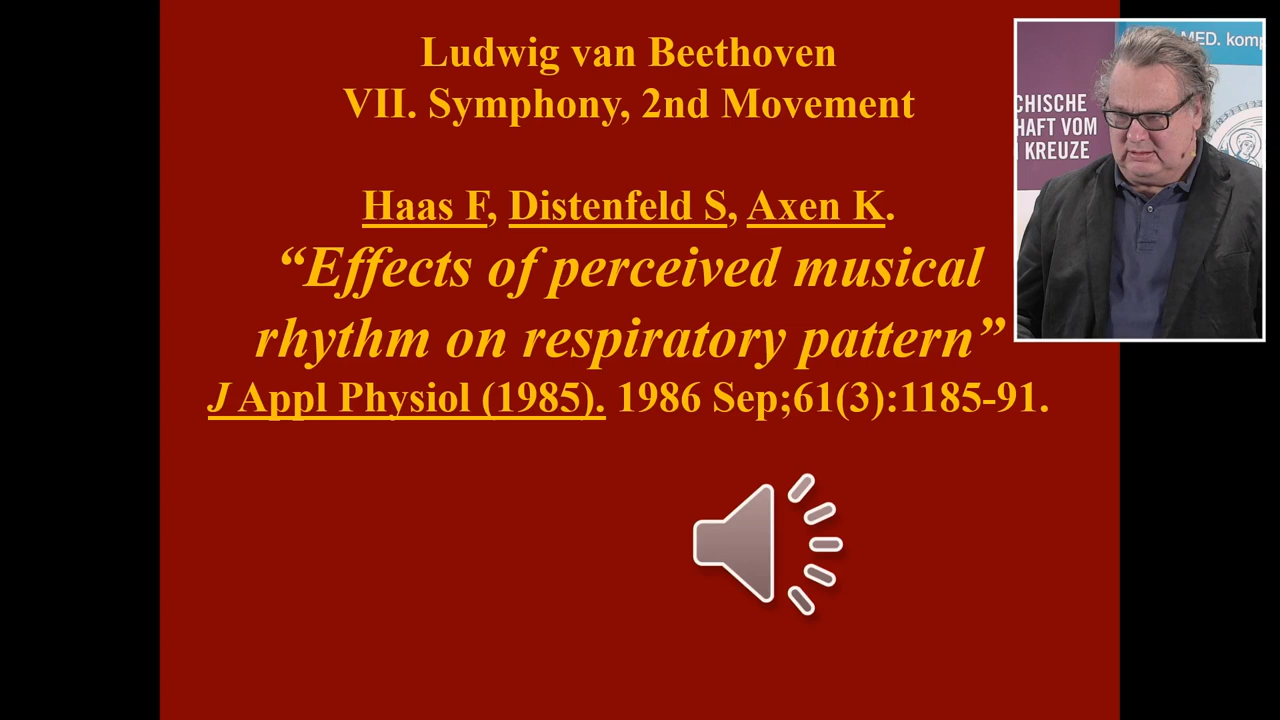 Ludwig van Beethoven
VII. Symphony, 2nd Movement
Haas F, Distenfeld S, Axen K.
“Effects of perceived musical
rhythm on respiratory pattern”
J Appl Physiol (1985). 1986 Sep;61(3):1185-91.
MED. komp
CHISCHE
HAFT VOM
KREUZE